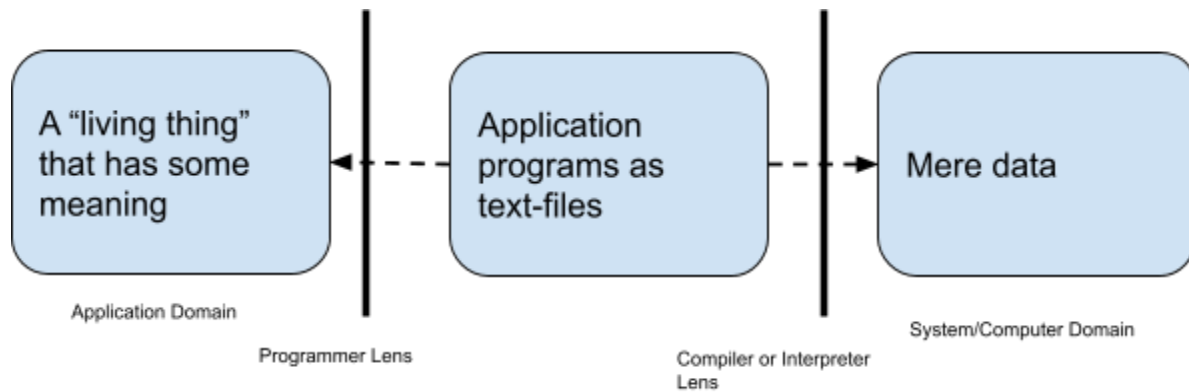 A “living thing”
that has some
meaning
Application
programs as
text-files
Mere data
Application Domain
Programmer Lens
Compiler or Interpreter
Lens
System/Computer Domain